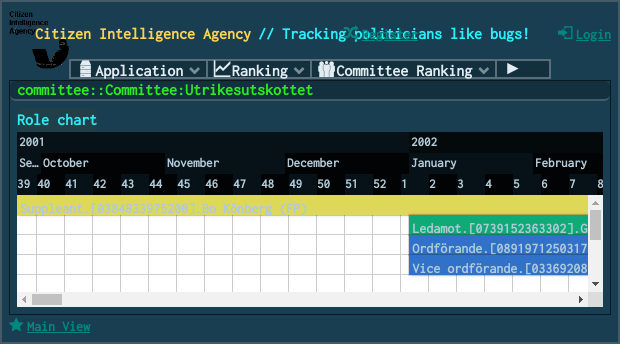 Citizen
Intelligence
Agency
Citizen Intelligence Agency // Tracking politicians like bugs!
Register
Login
Application
Ranking
Committee Ranking
committee::Committee:Utrikesutskottet
Role chart
2001 2002
Se… October November December January February
39 40 41 42 43 44 45 46 47 48 49 50 51 52 1 2 3 4 5 6 7 8
Suppleant.[0284833975208].Bo Könberg (FP)
Ledamot.[0739152363302].G
Ordförande.[0891971250317
Vice ordförande.[03369208
Main View